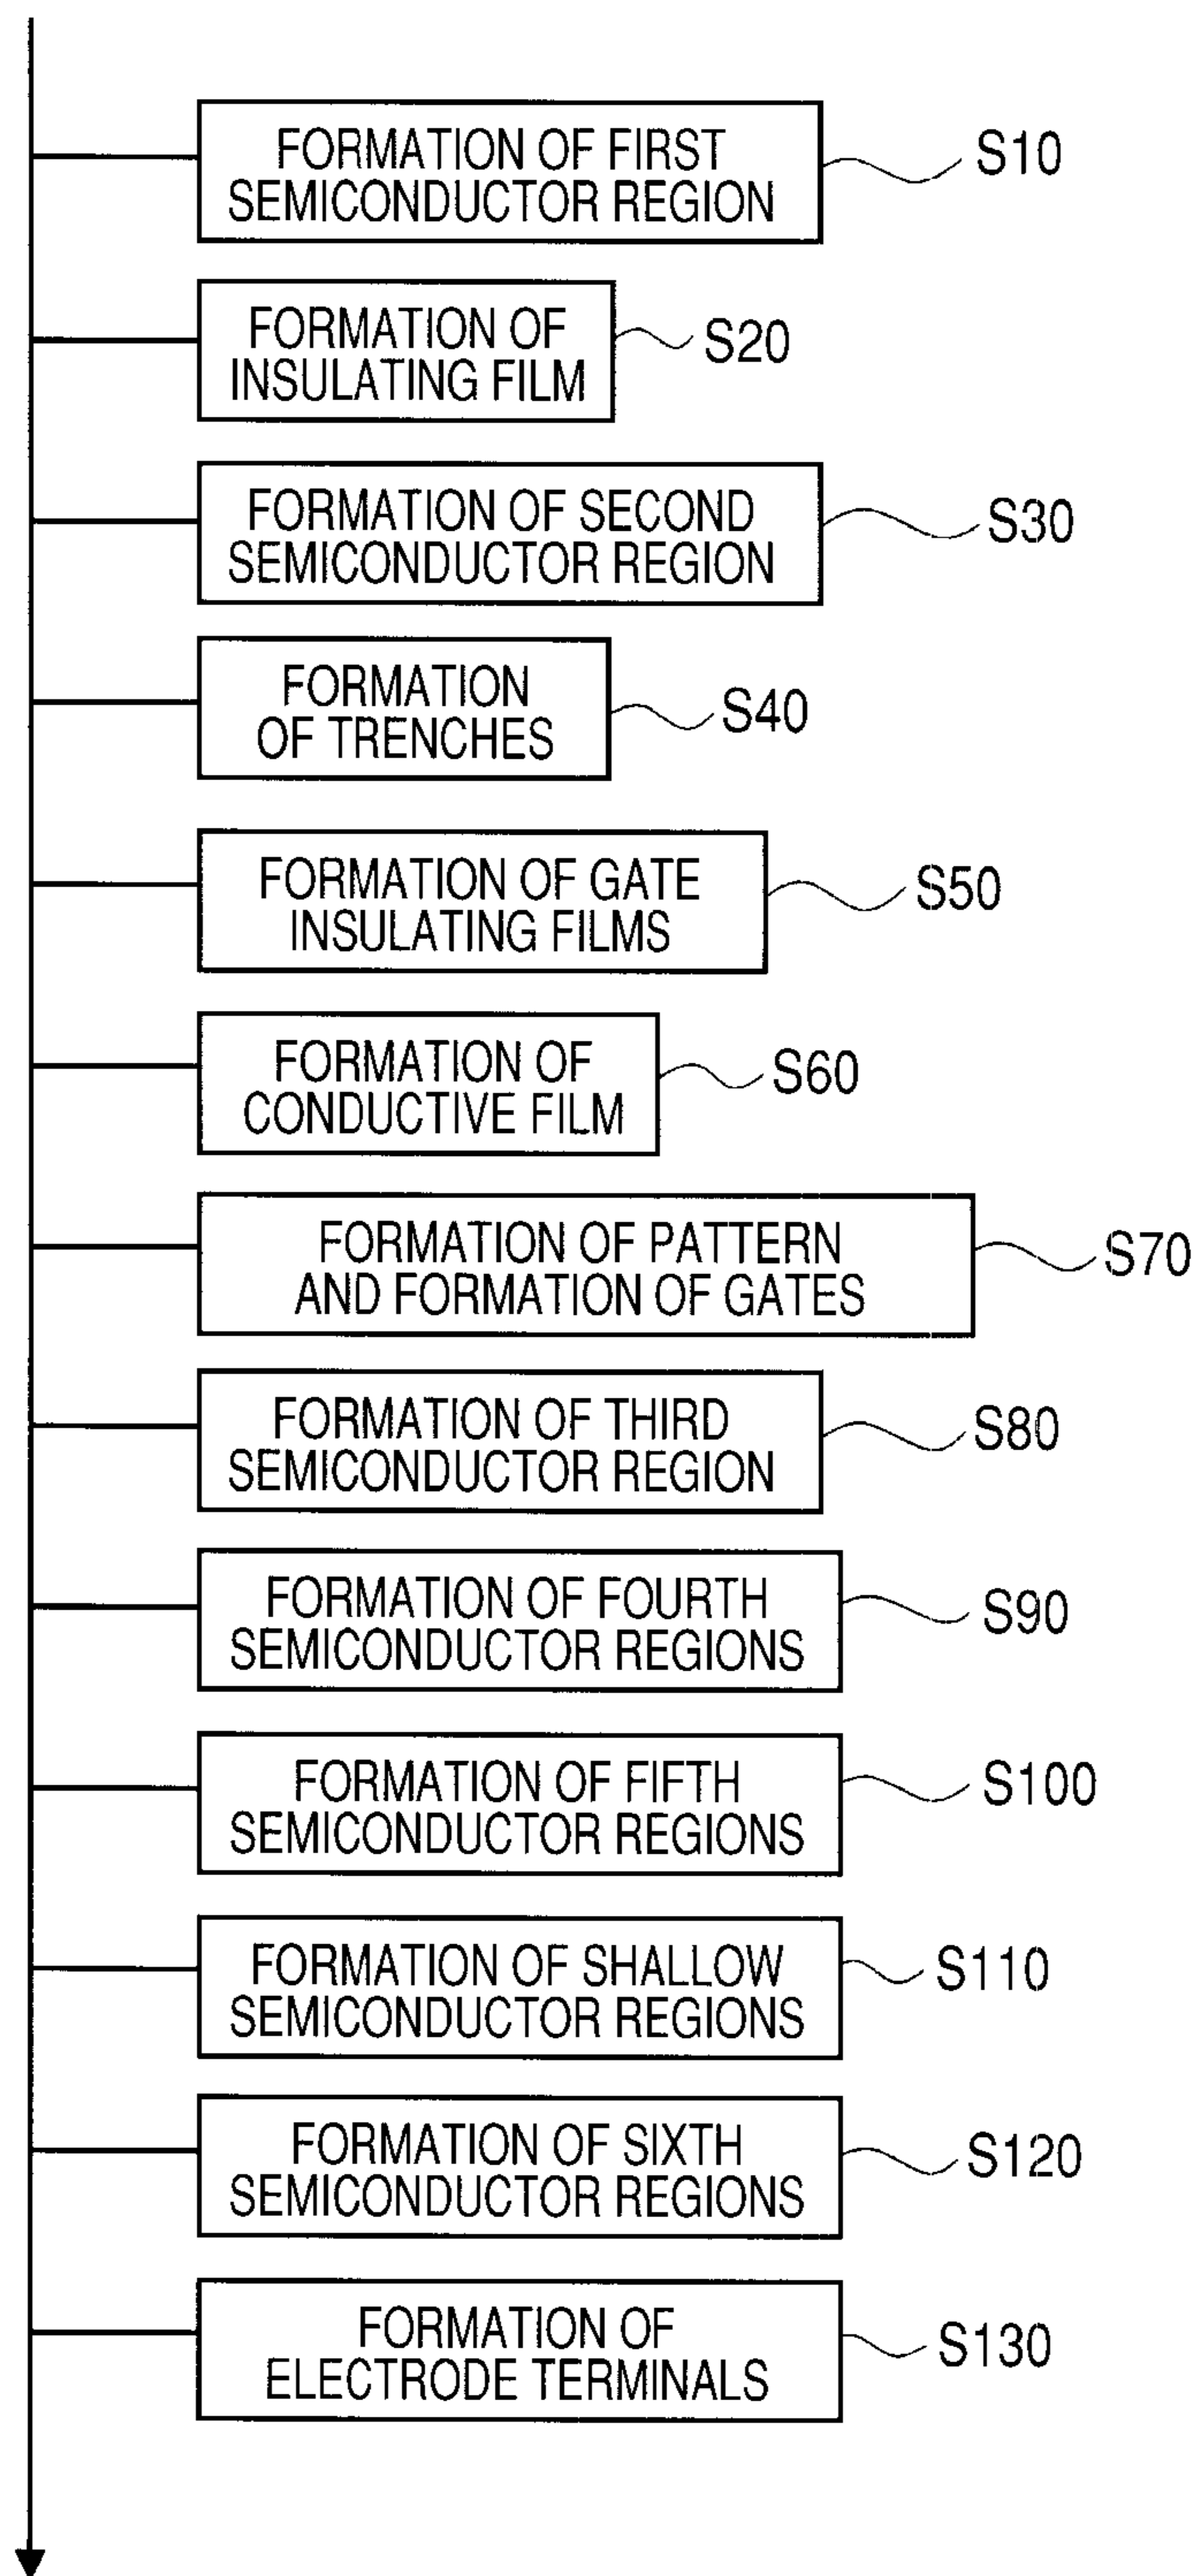 FORMATION OF FIRST
SEMICONDUCTOR REGION
S10
FORMATION OF
INSULATING FILM
S20
FORMATION OF SECOND
SEMICONDUCTOR REGION
S30
FORMATION
OF TRENCHES
S40
FORMATION OF GATE
INSULATING FILMS
S50
FORMATION OF
CONDUCTIVE FILM
S60
FORMATION OF PATTERN
AND FORMATION OF GATES
S70
FORMATION OF THIRD
SEMICONDUCTOR REGION
S80
FORMATION OF FOURTH
SEMICONDUCTOR REGIONS
S90
FORMATION OF FIFTH
SEMICONDUCTOR REGIONS
S100
FORMATION OF SHALLOW
SEMICONDUCTOR REGIONS
S110
FORMATION OF SIXTH
SEMICONDUCTOR REGIONS
S120
FORMATION OF
ELECTRODE TERMINALS
S130